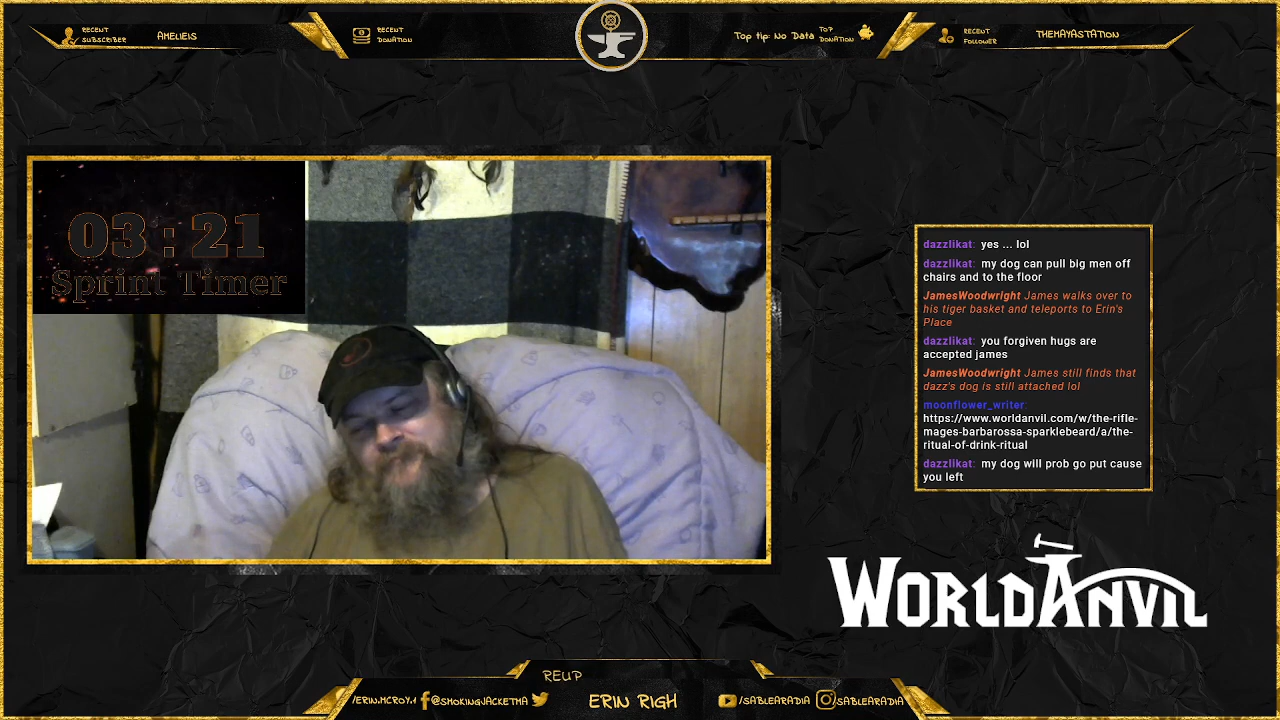 RECENT
SUBSCRIBER
AMELIEIS
RECENT
DONATION
Top tip: No Data
TOP
DONATION
RECENT
FOLLOWER
THEMAYASTATION
03:21
Sprint Timer
dazzlikat: yes ... lol
dazzlikat: my dog can pull big men off
chairs and to the floor
JamesWoodwright James walks over to
his tiger basket and teleports to Erin's
Place
dazzlikat: you forgiven hugs are
accepted james
JamesWoodwright James still finds that
dazz's dog is still attached lol
moonflower_writer:
https://www.worldanvil.com/w/the-rifle-
mages-barbarossa-sparklebeard/a/the-
ritual-of-drink-ritual
dazzlikat: my dog will prob go put cause
you left
WORLDANVIL
REUP
/ERIN.MCROY.1
@SMOKINGJACKETMA
ERIN RIGH
/SABLEARADIA
/SABLEARADIA